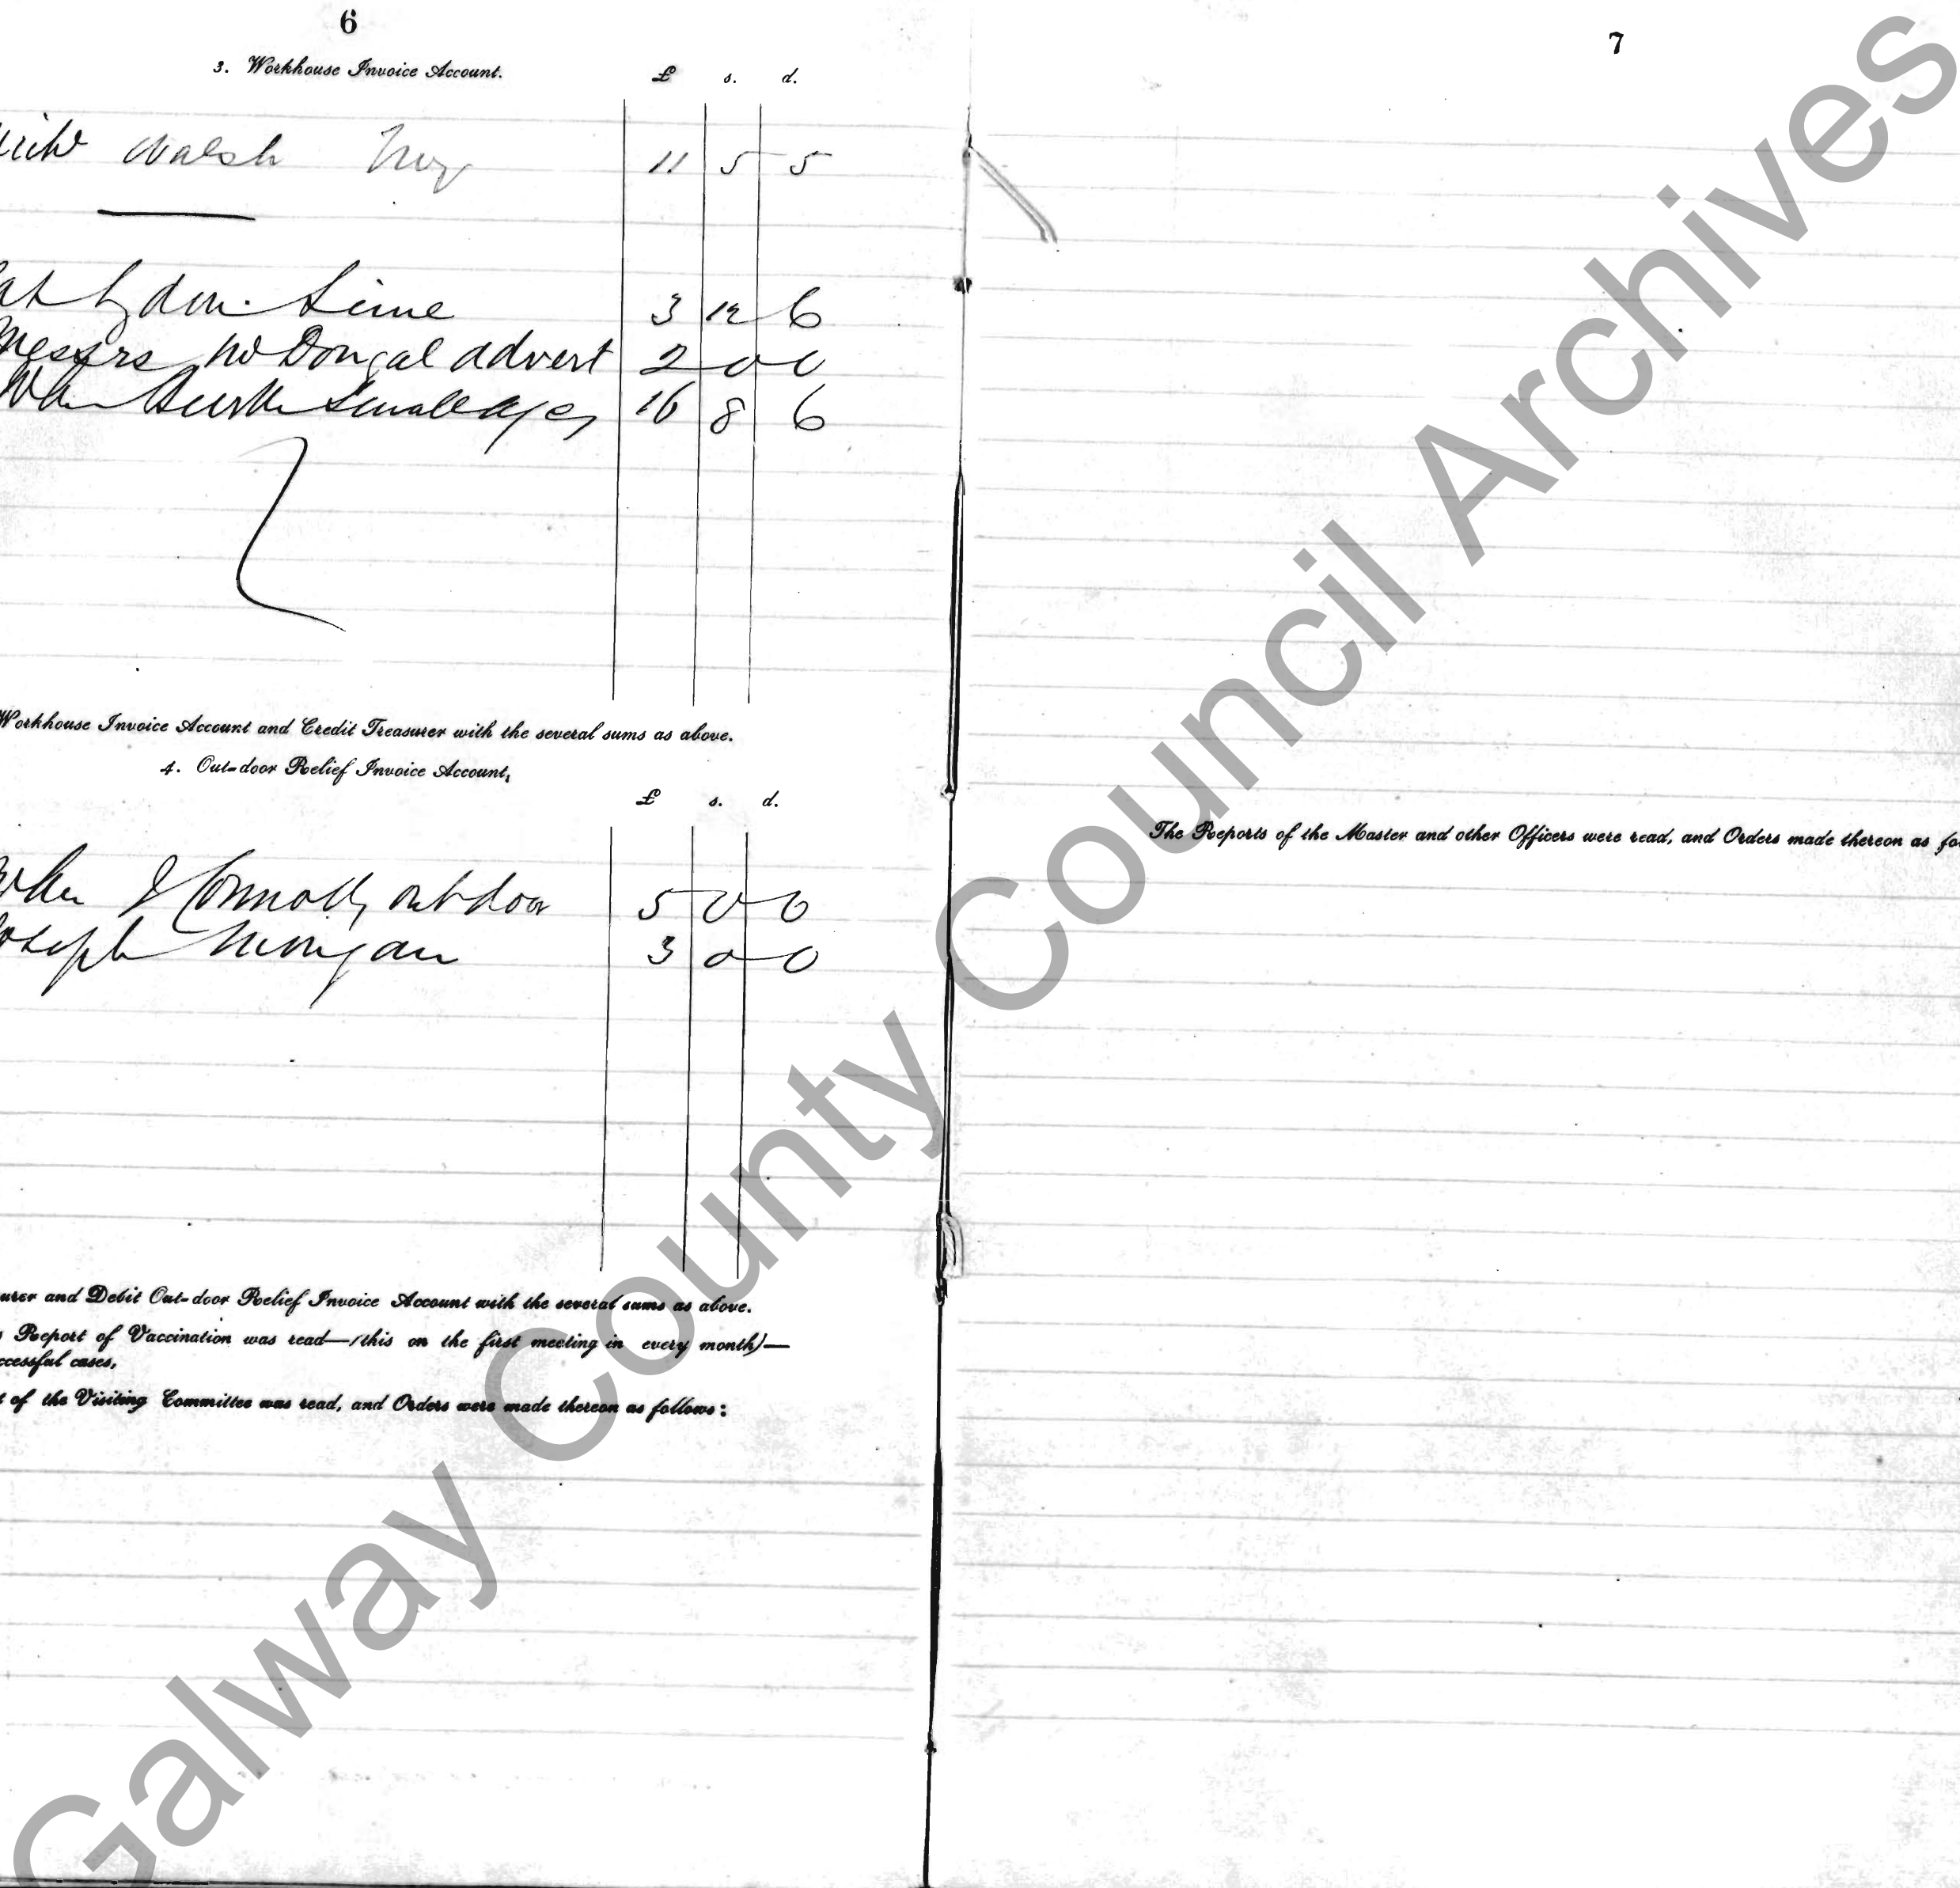 6
3. Workhouse Invoice Account.
£ s. d.
Walsh 11 5 5
Lydon Lime 3 12 6
Messrs McDougal advert 2 0 0
16 8 6
Workhouse Invoice Account and Credit Treasurer with the several sums as above.
4. Out-door Relief Invoice Account,
£ s. d.
J Connolly outdoor 5 0 0
Joseph Mongan 3 0 0
and Debit Out-door Relief Invoice Account with the several sums as above.
Report of Vaccination was read—(this on the first meeting in every month)—
cases,
of the Visiting Committee was read, and Orders were made thereon as follows:
7
The Reports of the Master and other Officers were read, and Orders made thereon as
Galway County Council Archives